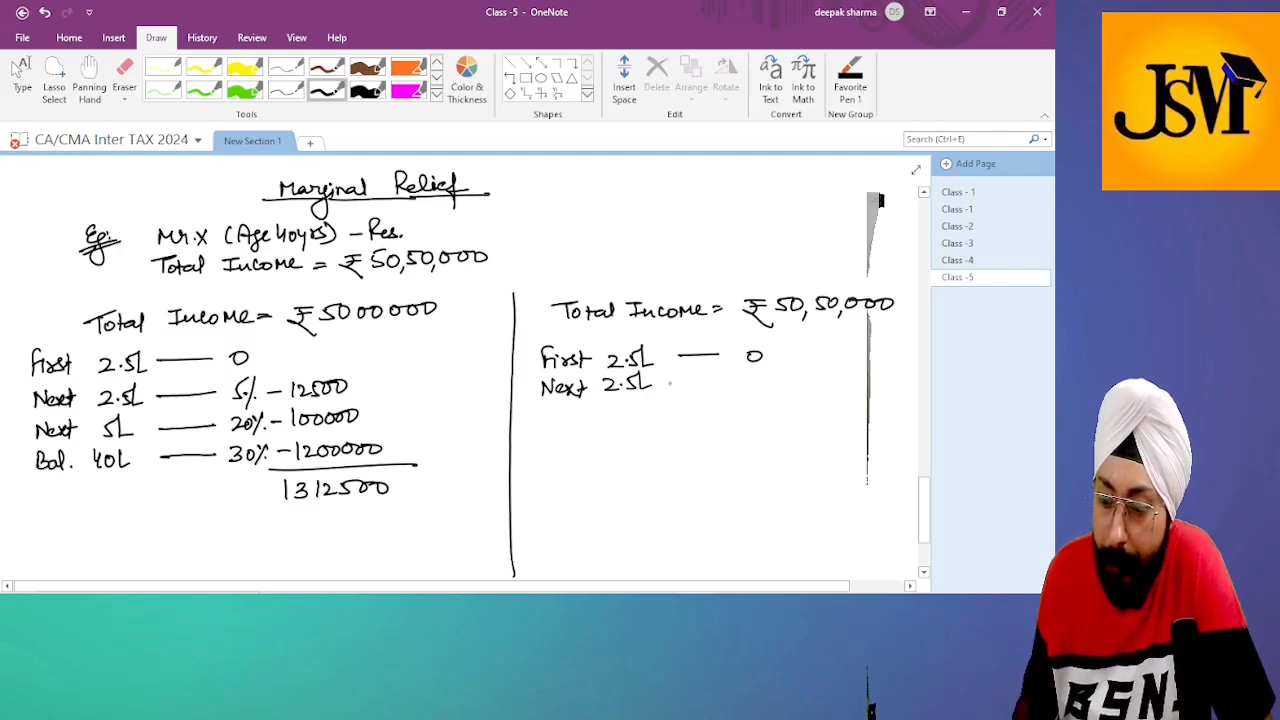 Class -5 - OneNote
deepak sharma
DS
File Home Insert Draw History Review View Help
Type
Lasso Select
Panning Hand
Eraser
Color & Thickness
Insert Space
Delete
Arrange
Rotate
Ink to Text
Ink to Math
Favorite Pen 1
Tools
Shapes
Edit
Convert
New Group
CA/CMA Inter TAX 2024
New Section 1
Search (Ctrl+E)
Add Page
Class - 1
Class -1
Class -2
Class -3
Class -4
Class -5
JSM
Marginal Relief
Eg: Mr. X (Age 40yrs) - Res.
Total Income = ₹ 50,50,000
Total Income = ₹ 5000000
First 2.5L — 0
Next 2.5L — 5% - 12500
Next 5L — 20% - 100000
Bal. 40L — 30% - 1200000
1312500
Total Income = ₹ 50,50,000
First 2.5L — 0
Next 2.5L
BSN